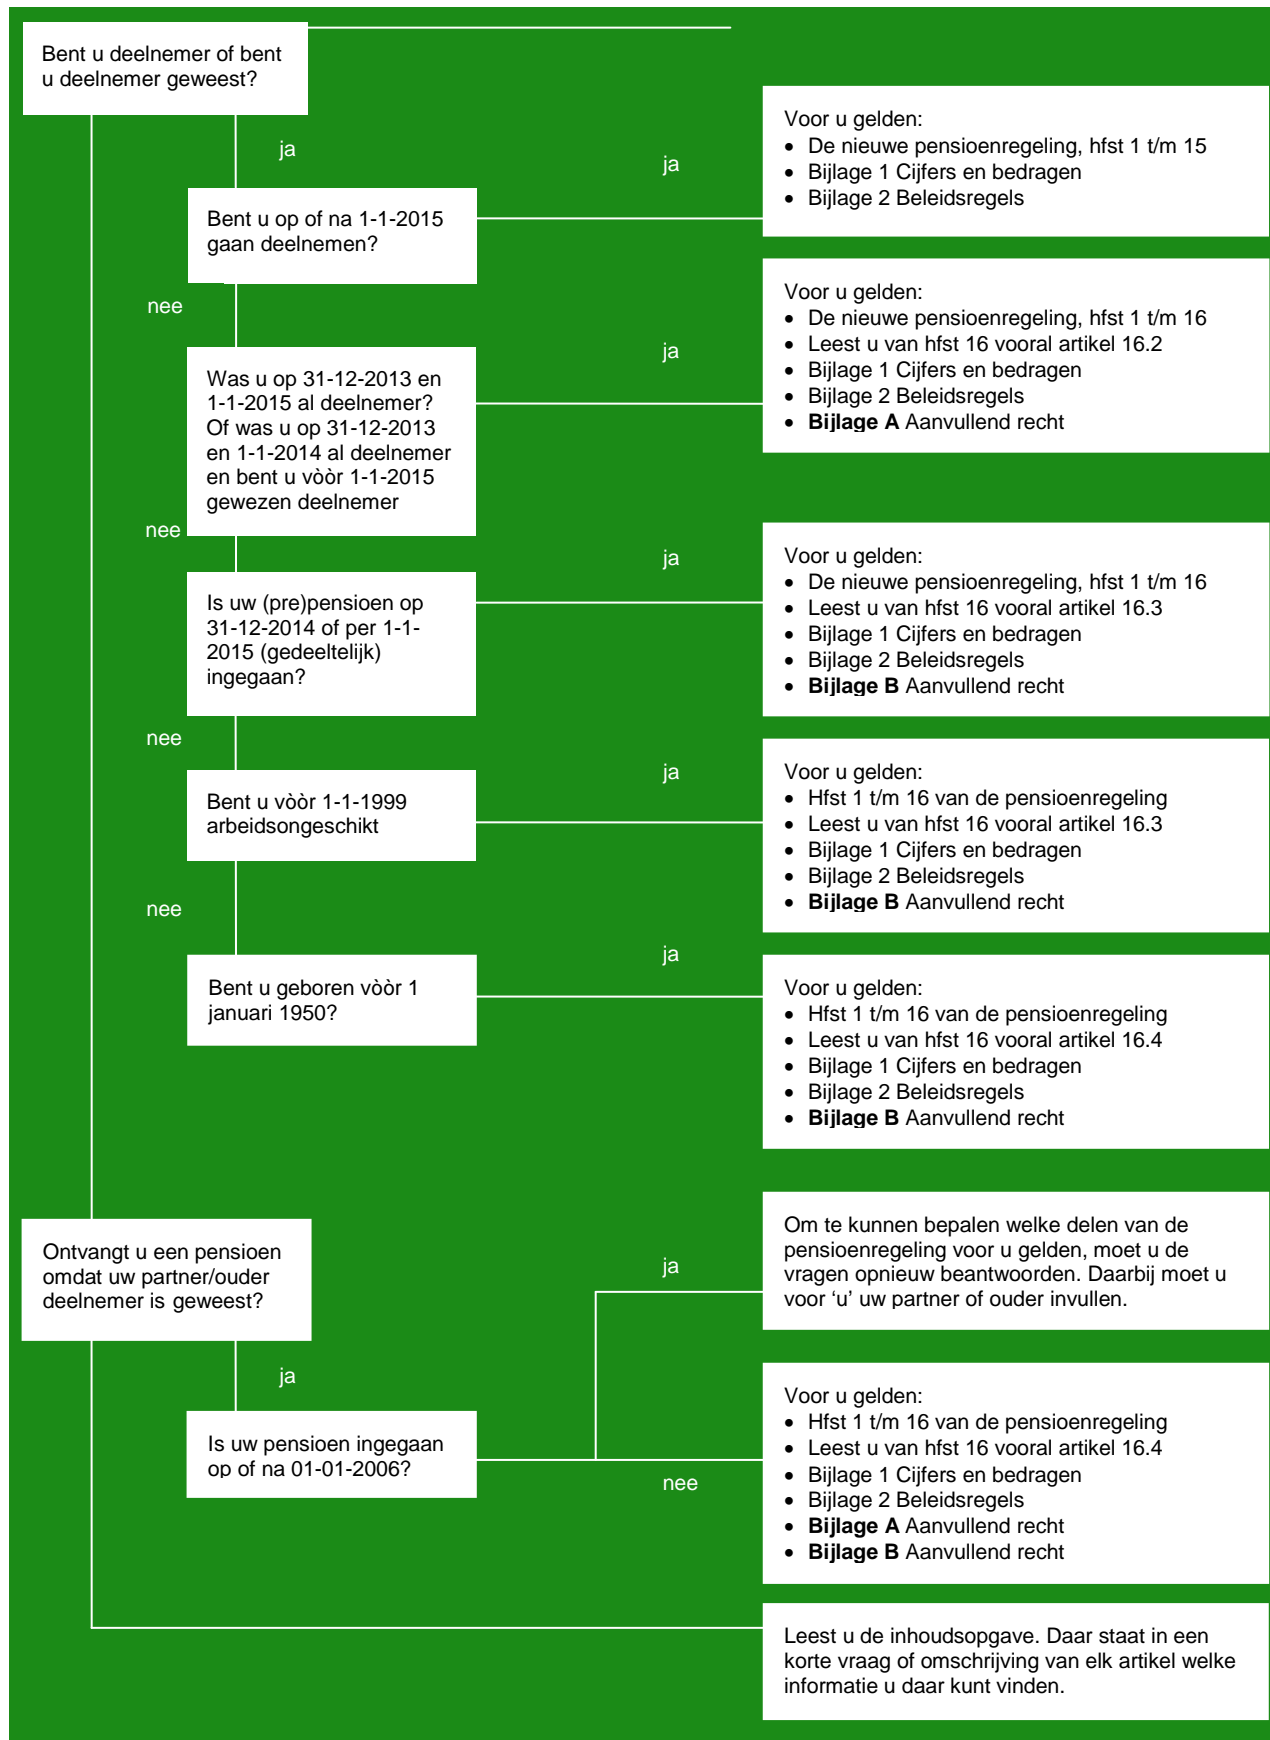 Bent u deelnemer of bent
u deelnemer geweest?
ja
Bent u op of na 1-1-2015
gaan deelnemen?
ja
Voor u gelden:
• De nieuwe pensioenregeling, hfst 1 t/m 15
• Bijlage 1 Cijfers en bedragen
• Bijlage 2 Beleidsregels
nee
Was u op 31-12-2013 en
1-1-2015 al deelnemer?
Of was u op 31-12-2013
en 1-1-2014 al deelnemer
en bent u vòòr 1-1-2015
gewezen deelnemer
ja
Voor u gelden:
• De nieuwe pensioenregeling, hfst 1 t/m 16
• Leest u van hfst 16 vooral artikel 16.2
• Bijlage 1 Cijfers en bedragen
• Bijlage 2 Beleidsregels
• Bijlage A Aanvullend recht
nee
Is uw (pre)pensioen op
31-12-2014 of per 1-1-
2015 (gedeeltelijk)
ingegaan?
ja
Voor u gelden:
• De nieuwe pensioenregeling, hfst 1 t/m 16
• Leest u van hfst 16 vooral artikel 16.3
• Bijlage 1 Cijfers en bedragen
• Bijlage 2 Beleidsregels
• Bijlage B Aanvullend recht
nee
Bent u vòòr 1-1-1999
arbeidsongeschikt
ja
Voor u gelden:
• Hfst 1 t/m 16 van de pensioenregeling
• Leest u van hfst 16 vooral artikel 16.3
• Bijlage 1 Cijfers en bedragen
• Bijlage 2 Beleidsregels
• Bijlage B Aanvullend recht
nee
Bent u geboren vòòr 1
januari 1950?
ja
Voor u gelden:
• Hfst 1 t/m 16 van de pensioenregeling
• Leest u van hfst 16 vooral artikel 16.4
• Bijlage 1 Cijfers en bedragen
• Bijlage 2 Beleidsregels
• Bijlage B Aanvullend recht
Ontvangt u een pensioen
omdat uw partner/ouder
deelnemer is geweest?
ja
Is uw pensioen ingegaan
op of na 01-01-2006?
ja
Om te kunnen bepalen welke delen van de
pensioenregeling voor u gelden, moet u de
vragen opnieuw beantwoorden. Daarbij moet u
voor ‘u’ uw partner of ouder invullen.
nee
Voor u gelden:
• Hfst 1 t/m 16 van de pensioenregeling
• Leest u van hfst 16 vooral artikel 16.4
• Bijlage 1 Cijfers en bedragen
• Bijlage 2 Beleidsregels
• Bijlage A Aanvullend recht
• Bijlage B Aanvullend recht
Leest u de inhoudsopgave. Daar staat in een
korte vraag of omschrijving van elk artikel welke
informatie u daar kunt vinden.